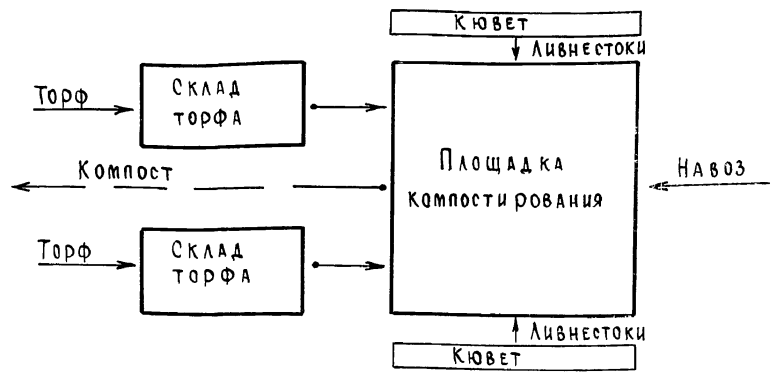 Кювет
Ливнестоки
Торф
Склад
торфа
Компост
Площадка
компостирования
Навоз
Торф
Склад
торфа
Ливнестоки
Кювет